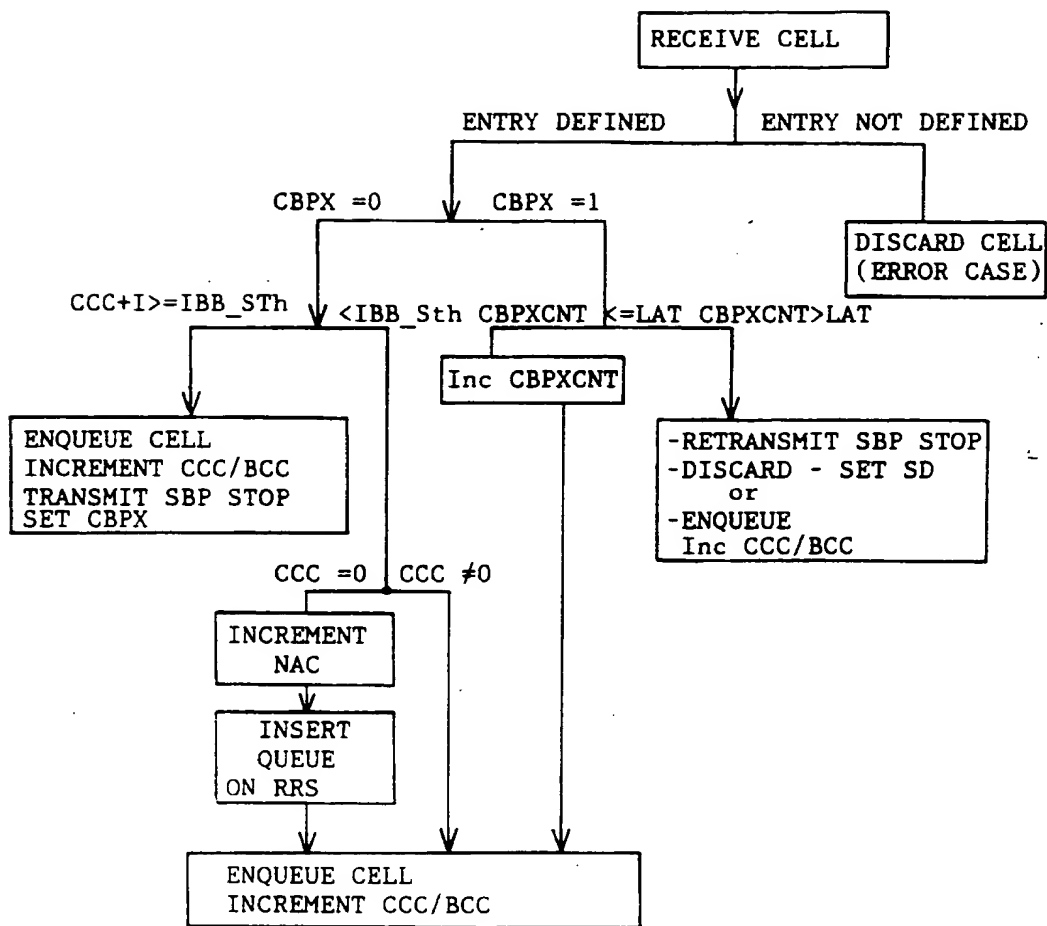 RECEIVE CELL
ENTRY DEFINED ENTRY NOT DEFINED
CBPX =0 CBPX =1
DISCARD CELL
(ERROR CASE)
CCC+I>=IBB_STh <IBB_Sth CBPXCNT <=LAT CBPXCNT>LAT
Inc CBPXCNT
ENQUEUE CELL
INCREMENT CCC/BCC
TRANSMIT SBP STOP
SET CBPX
-RETRANSMIT SBP STOP
-DISCARD - SET SD
or
-ENQUEUE
Inc CCC/BCC
CCC =0 CCC ≠0
INCREMENT
NAC
INSERT
QUEUE
ON RRS
ENQUEUE CELL
INCREMENT CCC/BCC